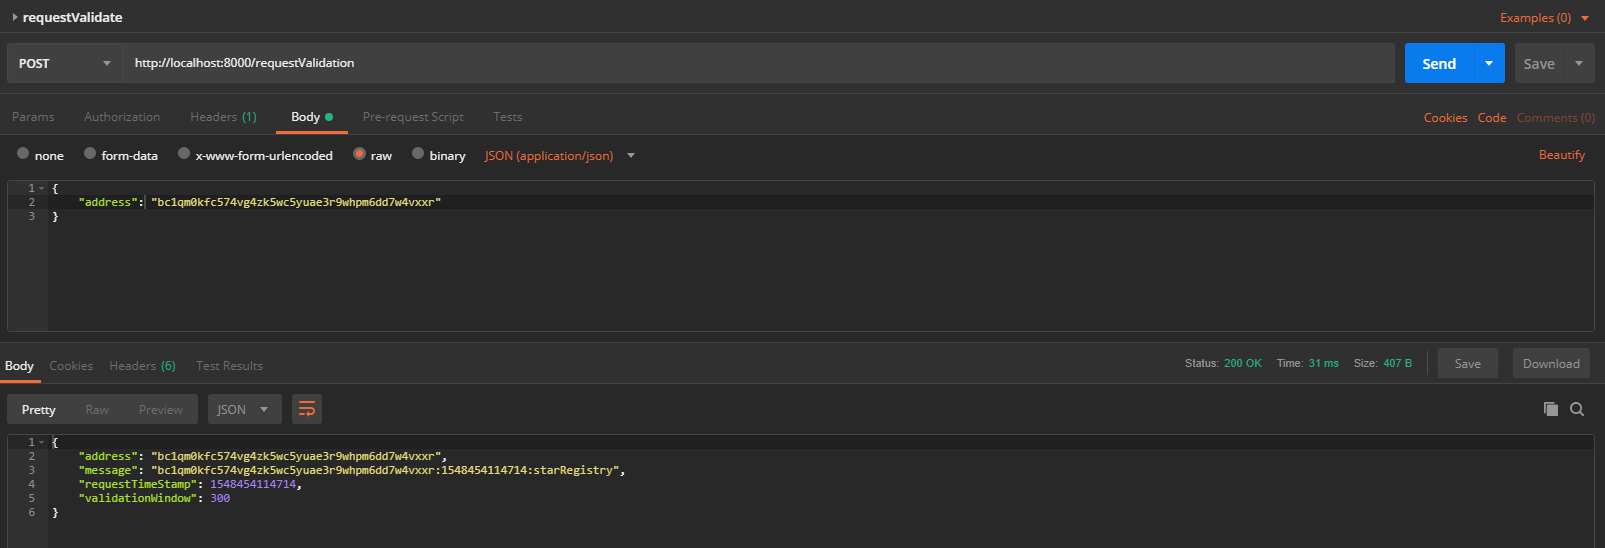 requestValidate
Examples (0)
POST
http://localhost:8000/requestValidation
Send
Save
Params Authorization Headers (1) Body Pre-request Script Tests
Cookies Code Comments (0)
none form-data x-www-form-urlencoded raw binary JSON (application/json)
Beautify
1 {
2 "address": "bc1qm0kfc574vg4zk5wc5yuae3r9whpm6dd7w4vxxr"
3 }
Body Cookies Headers (6) Test Results
Status: 200 OK Time: 31 ms Size: 407 B
Save
Download
Pretty Raw Preview
JSON
1 {
2 "address": "bc1qm0kfc574vg4zk5wc5yuae3r9whpm6dd7w4vxxr",
3 "message": "bc1qm0kfc574vg4zk5wc5yuae3r9whpm6dd7w4vxxr:1548454114714:starRegistry",
4 "requestTimeStamp": 1548454114714,
5 "validationWindow": 300
6 }